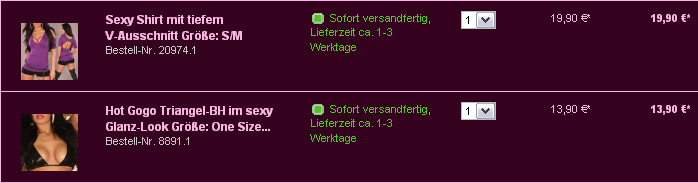 Sexy Shirt mit tiefem
V-Ausschnitt Größe: S/M
Bestell-Nr. 20974.1
Sofort versandfertig,
Lieferzeit ca. 1-3
Werktage
1
19,90 €*
19,90 €*
Hot Gogo Triangel-BH im sexy
Glanz-Look Größe: One Size...
Bestell-Nr. 8891.1
Sofort versandfertig,
Lieferzeit ca. 1-3
Werktage
1
13,90 €*
13,90 €*